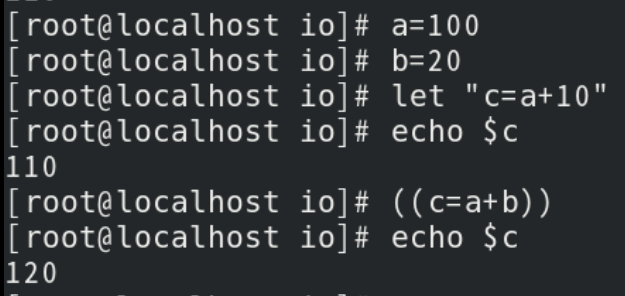 [root@localhost io]# a=100
[root@localhost io]# b=20
[root@localhost io]# let "c=a+10"
[root@localhost io]# echo $c
110
[root@localhost io]# ((c=a+b))
[root@localhost io]# echo $c
120